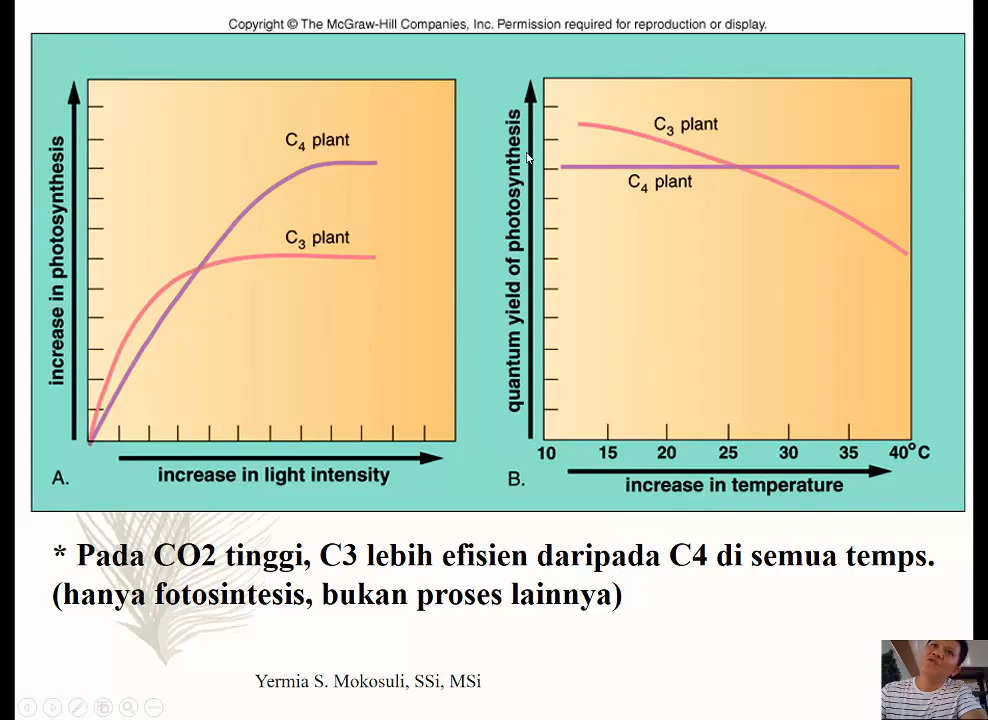 Copyright © The McGraw-Hill Companies, Inc. Permission required for reproduction or display.
increase in photosynthesis
C4 plant
C3 plant
A.
increase in light intensity
quantum yield of photosynthesis
C3 plant
C4 plant
10 15 20 25 30 35 40°C
B.
increase in temperature
* Pada CO2 tinggi, C3 lebih efisien daripada C4 di semua temps.
(hanya fotosintesis, bukan proses lainnya)
Yermia S. Mokosuli, SSi, MSi